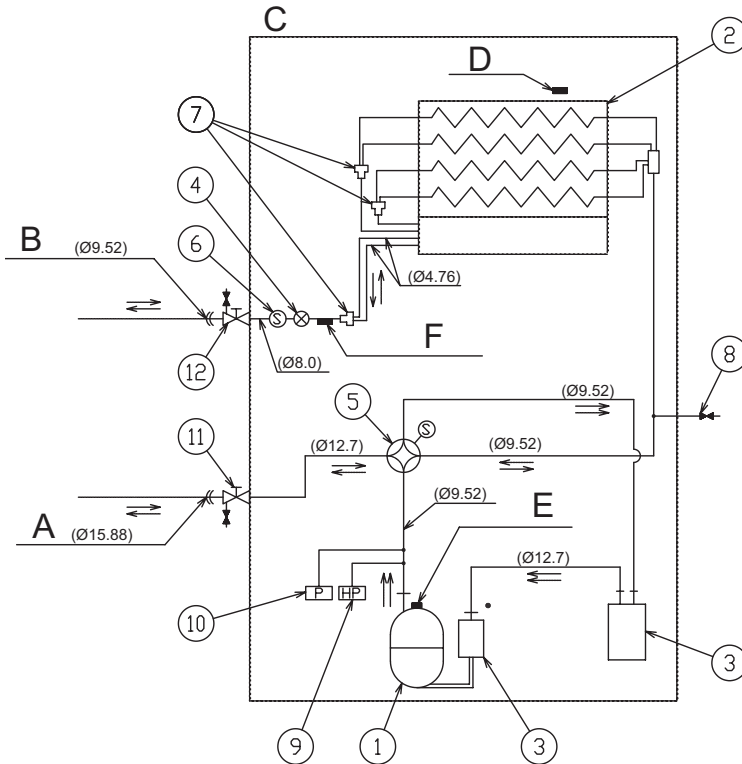 C
2
D
7
4
B
(Ø9.52)
6
(Ø4.76)
S
F
12
(Ø8.0)
5
(Ø9.52)
8
11
S
(Ø12.7)
(Ø9.52)
A
(Ø15.88)
(Ø9.52)
E
(Ø12.7)
P
HP
10
3
9
1
3